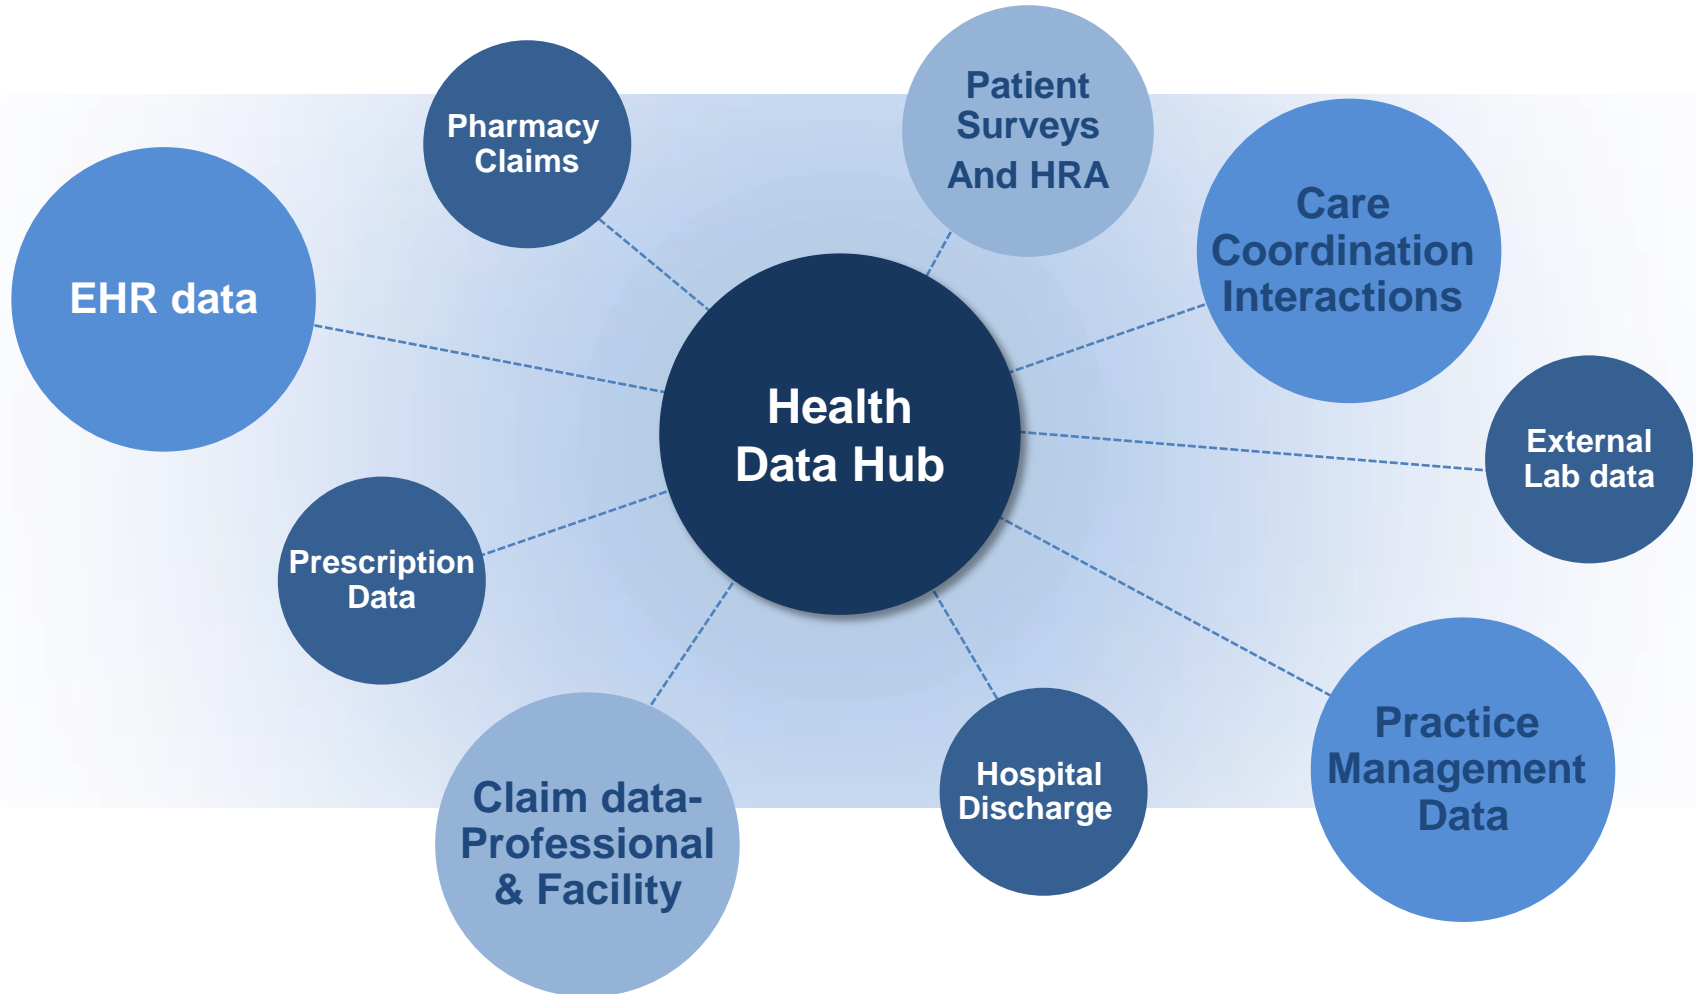 Pharmacy
Claims
Patient
Surveys
And HRA
Care
Coordination
Interactions
EHR data
Health
Data Hub
External
Lab data
Prescription
Data
Practice
Management
Data
Hospital
Discharge
Claim data-
Professional
& Facility